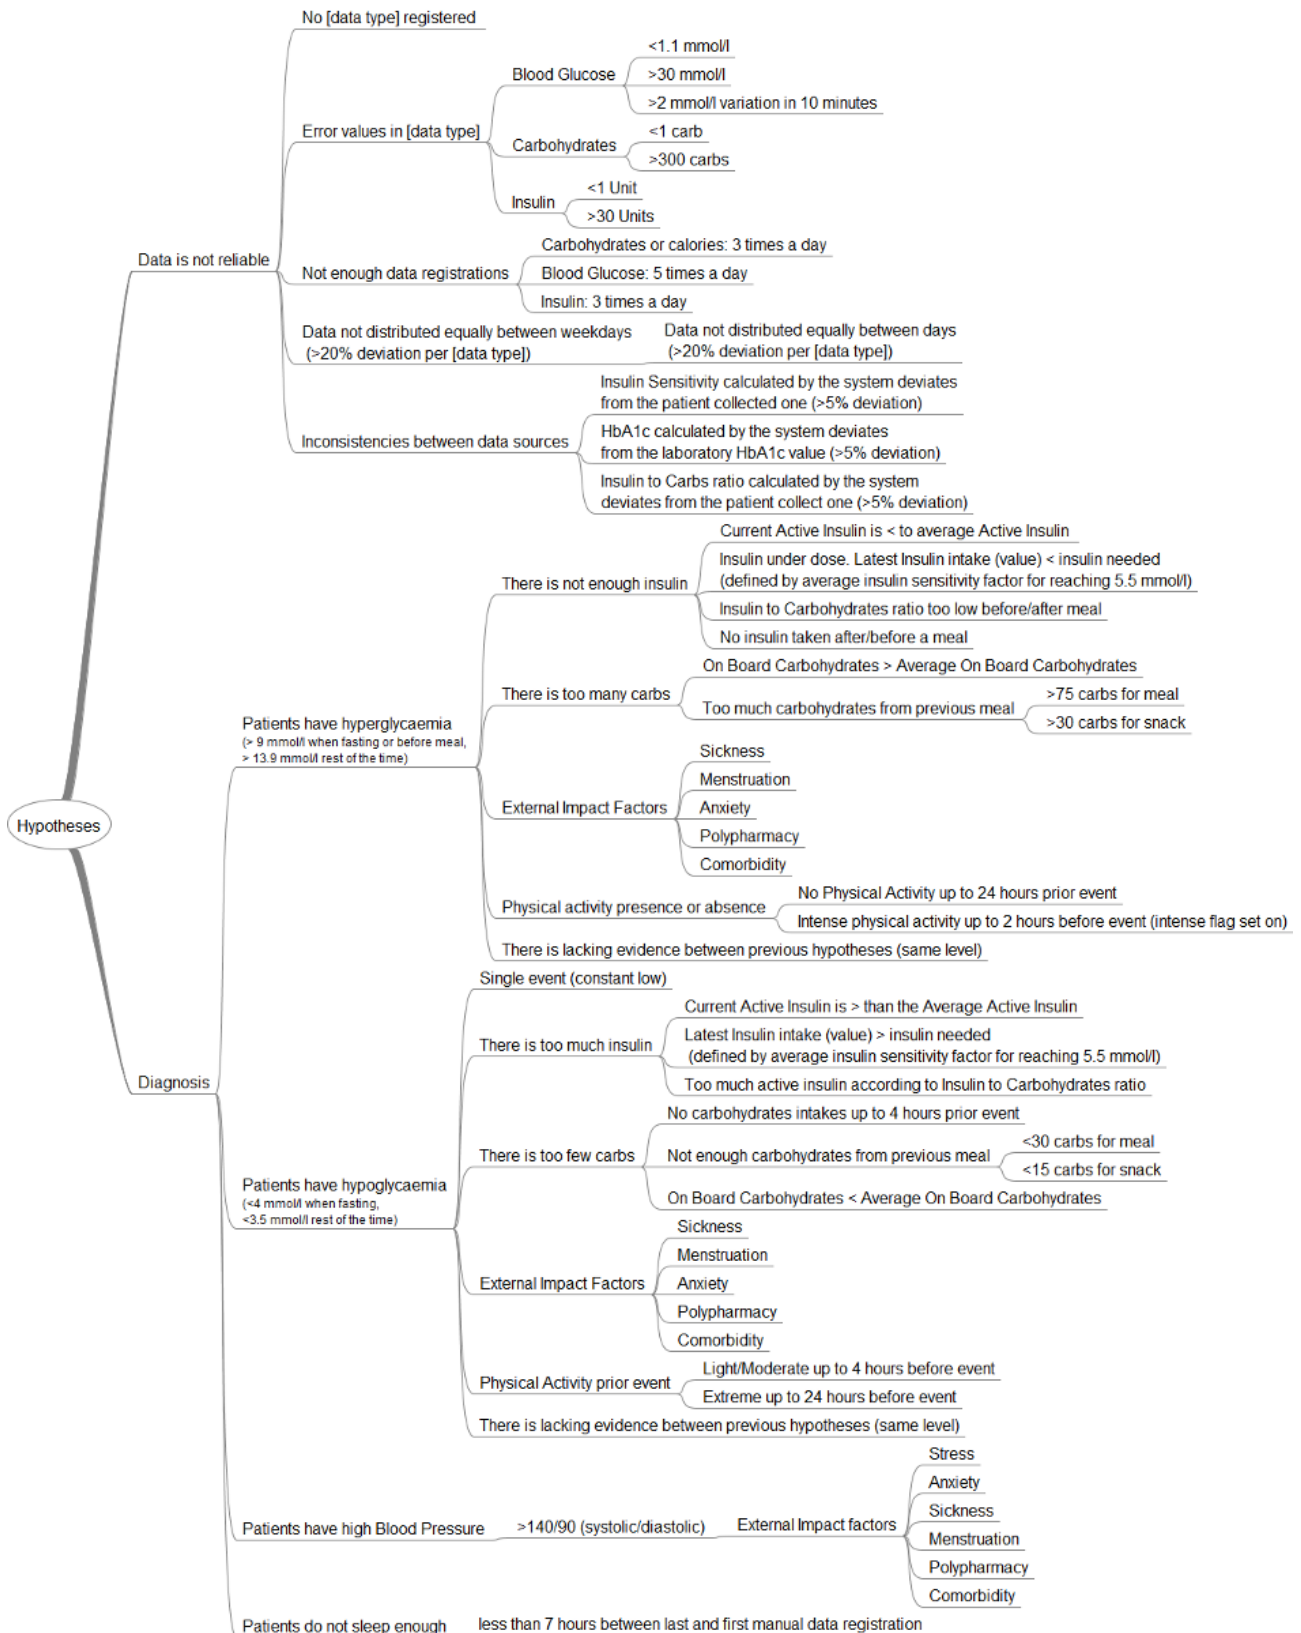 No [data type] registered
<1.1 mmol/l
Blood Glucose
>30 mmol/l
>2 mmol/l variation in 10 minutes
Error values in [data type]
<1 carb
Carbohydrates
>300 carbs
<1 Unit
Insulin
>30 Units
Data is not reliable
Carbohydrates or calories: 3 times a day
Not enough data registrations
Blood Glucose: 5 times a day
Insulin: 3 times a day
Data not distributed equally between weekdays
(>20% deviation per [data type])
Data not distributed equally between days
(>20% deviation per [data type])
Insulin Sensitivity calculated by the system deviates
from the patient collected one (>5% deviation)
Inconsistencies between data sources
HbA1c calculated by the system deviates
from the laboratory HbA1c value (>5% deviation)
Insulin to Carbs ratio calculated by the system
deviates from the patient collect one (>5% deviation)
Current Active Insulin is < to average Active Insulin
There is not enough insulin
Insulin under dose. Latest Insulin intake (value) < insulin needed
(defined by average insulin sensitivity factor for reaching 5.5 mmol/l)
Insulin to Carbohydrates ratio too low before/after meal
No insulin taken after/before a meal
On Board Carbohydrates > Average On Board Carbohydrates
There is too many carbs
Too much carbohydrates from previous meal
>75 carbs for meal
>30 carbs for snack
Patients have hyperglycaemia
(> 9 mmol/l when fasting or before meal,
> 13.9 mmol/l rest of the time)
Sickness
Menstruation
External Impact Factors
Anxiety
Polypharmacy
Comorbidity
Hypotheses
No Physical Activity up to 24 hours prior event
Physical activity presence or absence
Intense physical activity up to 2 hours before event (intense flag set on)
There is lacking evidence between previous hypotheses (same level)
Single event (constant low)
Current Active Insulin is > than the Average Active Insulin
There is too much insulin
Latest Insulin intake (value) > insulin needed
(defined by average insulin sensitivity factor for reaching 5.5 mmol/l)
Too much active insulin according to Insulin to Carbohydrates ratio
Diagnosis
No carbohydrates intakes up to 4 hours prior event
There is too few carbs
Not enough carbohydrates from previous meal
<30 carbs for meal
<15 carbs for snack
On Board Carbohydrates < Average On Board Carbohydrates
Patients have hypoglycaemia
(<4 mmol/l when fasting,
<3.5 mmol/l rest of the time)
Sickness
Menstruation
External Impact Factors
Anxiety
Polypharmacy
Comorbidity
Light/Moderate up to 4 hours before event
Physical Activity prior event
Extreme up to 24 hours before event
There is lacking evidence between previous hypotheses (same level)
Stress
Anxiety
Sickness
Patients have high Blood Pressure
>140/90 (systolic/diastolic)
External Impact factors
Menstruation
Polypharmacy
Comorbidity
Patients do not sleep enough
less than 7 hours between last and first manual data registration